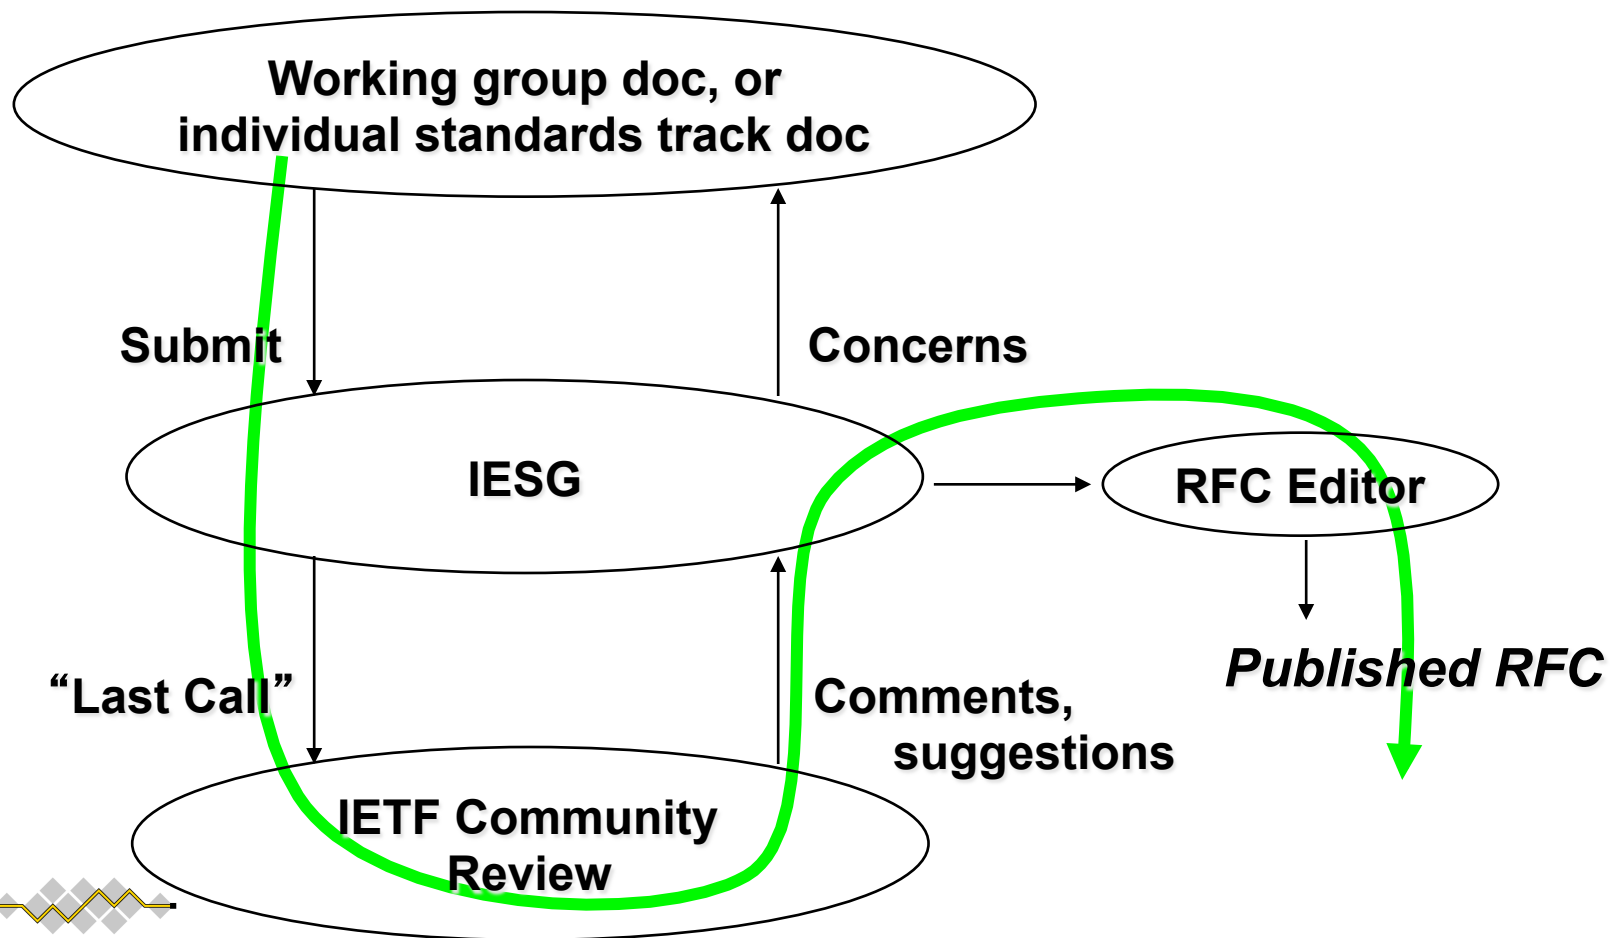 Working group doc, or
individual standards track doc
Submit
Concerns
IESG
RFC Editor
“Last Call”
Comments,
suggestions
Published RFC
IETF Community
Review